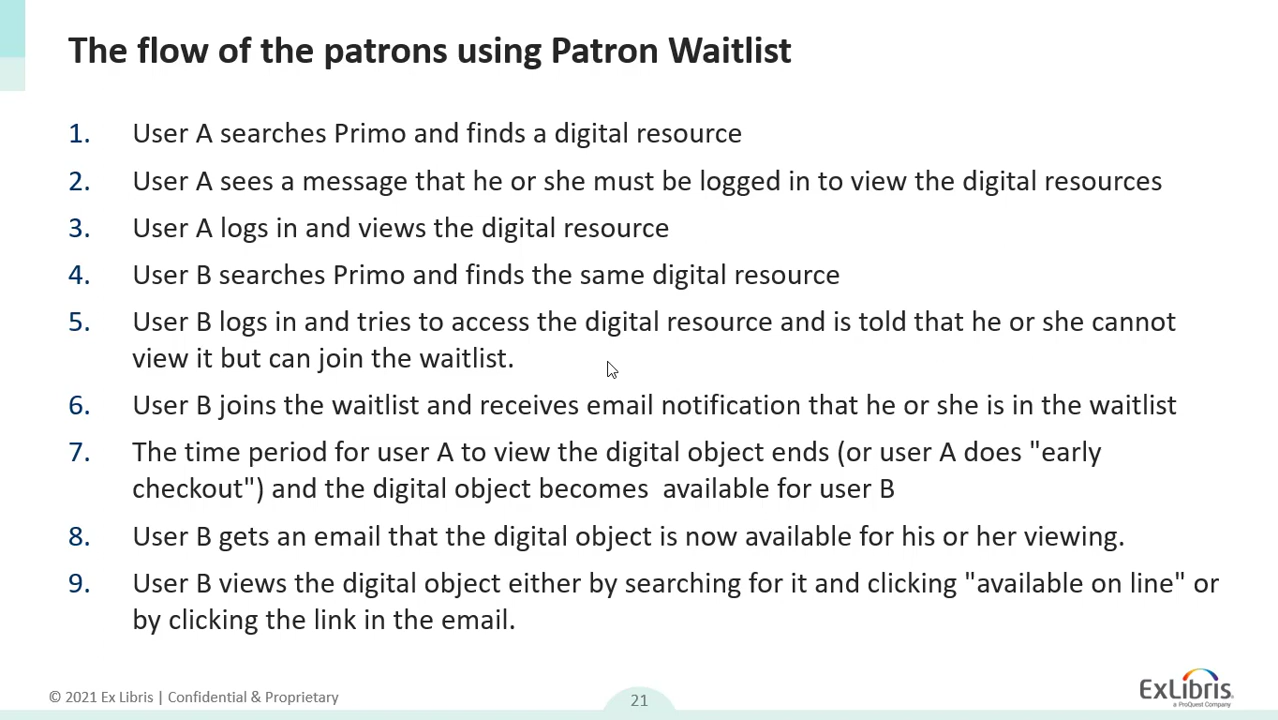 The flow of the patrons using Patron Waitlist
1. User A searches Primo and finds a digital resource
2. User A sees a message that he or she must be logged in to view the digital resources
3. User A logs in and views the digital resource
4. User B searches Primo and finds the same digital resource
5. User B logs in and tries to access the digital resource and is told that he or she cannot
view it but can join the waitlist.
6. User B joins the waitlist and receives email notification that he or she is in the waitlist
7. The time period for user A to view the digital object ends (or user A does "early
checkout") and the digital object becomes  available for user B
8. User B gets an email that the digital object is now available for his or her viewing.
9. User B views the digital object either by searching for it and clicking "available on line" or
by clicking the link in the email.
© 2021 Ex Libris | Confidential & Proprietary
21
ExLibris.
a ProQuest Company